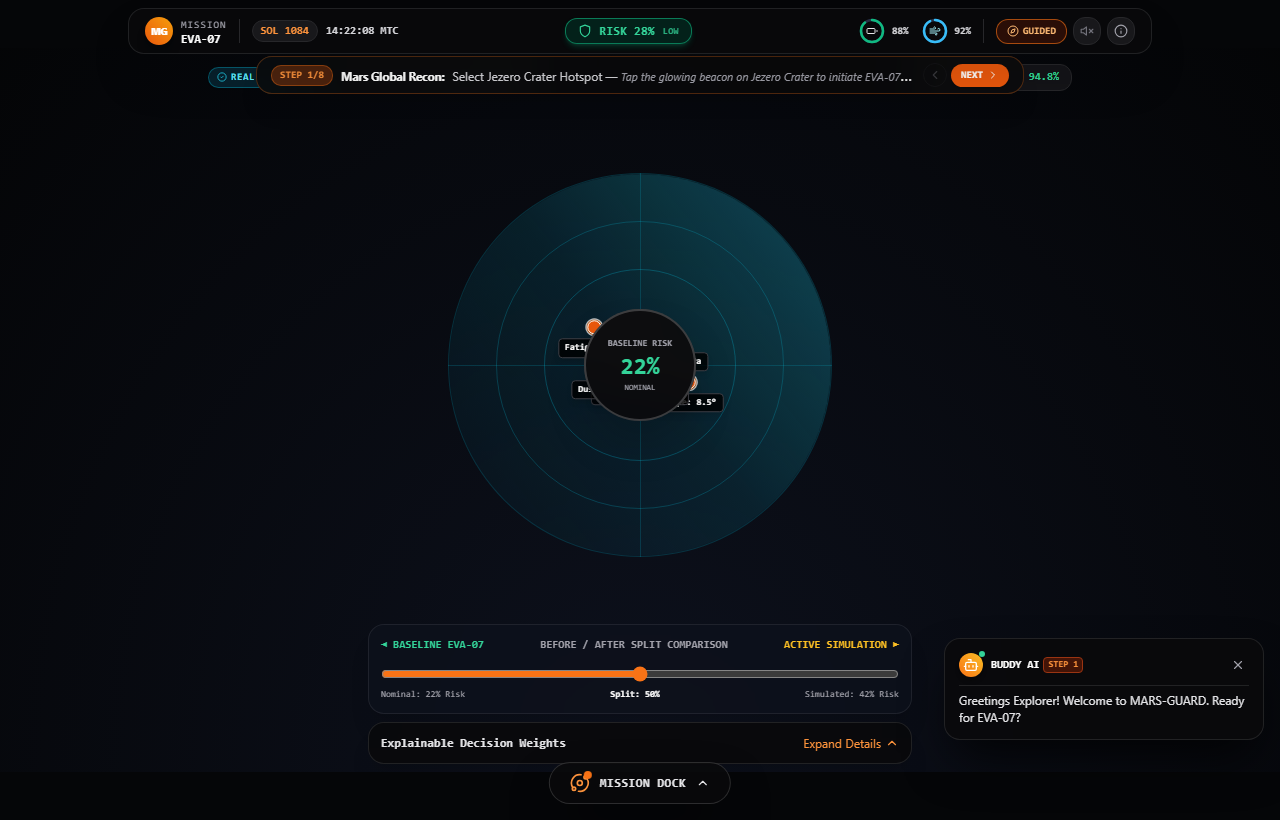 MG
MISSION
EVA-07
SOL 1084
14:22:08 MTC
RISK 28% LOW
88%
92%
GUIDED
REAL
STEP 1/8
Mars Global Recon: Select Jezero Crater Hotspot — Tap the glowing beacon on Jezero Crater to initiate EVA-07...
NEXT
94.8%
BASELINE RISK
22%
NOMINAL
: 8.5°
◄ BASELINE EVA-07
BEFORE / AFTER SPLIT COMPARISON
ACTIVE SIMULATION ►
Nominal: 22% Risk
Split: 50%
Simulated: 42% Risk
Explainable Decision Weights
Expand Details
BUDDY AI
STEP 1
Greetings Explorer! Welcome to MARS-GUARD. Ready
for EVA-07?
MISSION DOCK